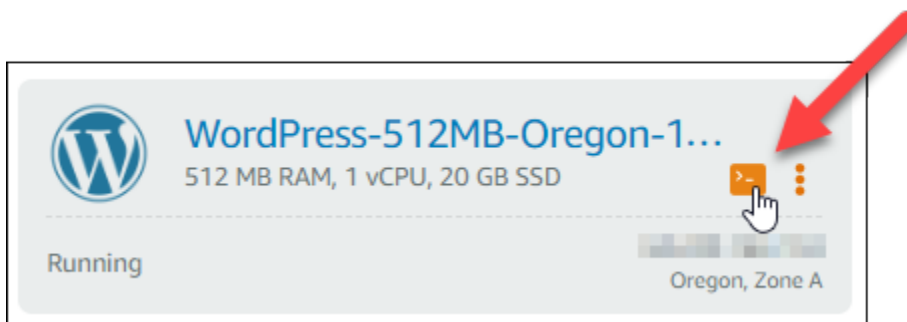 WordPress-512MB-Oregon-1...
512 MB RAM, 1 vCPU, 20 GB SSD
>_
Running
Oregon, Zone A